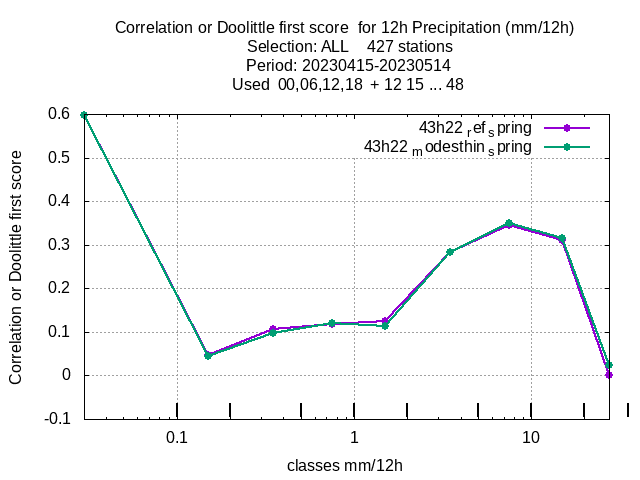 Correlation or Doolittle first score  for 12h Precipitation (mm/12h)
Selection: ALL    427 stations
Period: 20230415-20230514
Used  00,06,12,18  + 12 15 ... 48
43h22 ref spring
43h22 modesthin spring
Correlation or Doolittle first score
0.6
0.5
0.4
0.3
0.2
0.1
0
-0.1
0.1 1 10
classes mm/12h